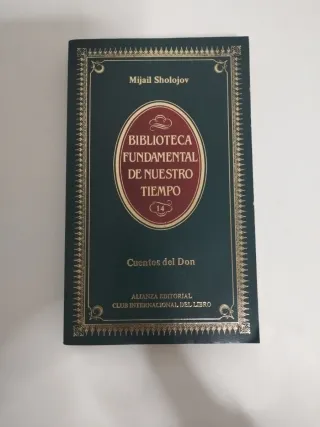 Mijail Sholojov
BIBLIOTECA
FUNDAMENTAL
DE NUESTRO
TIEMPO
14
Cuentos del Don
ALIANZA EDITORIAL
CLUB INTERNACIONAL DEL LIBRO